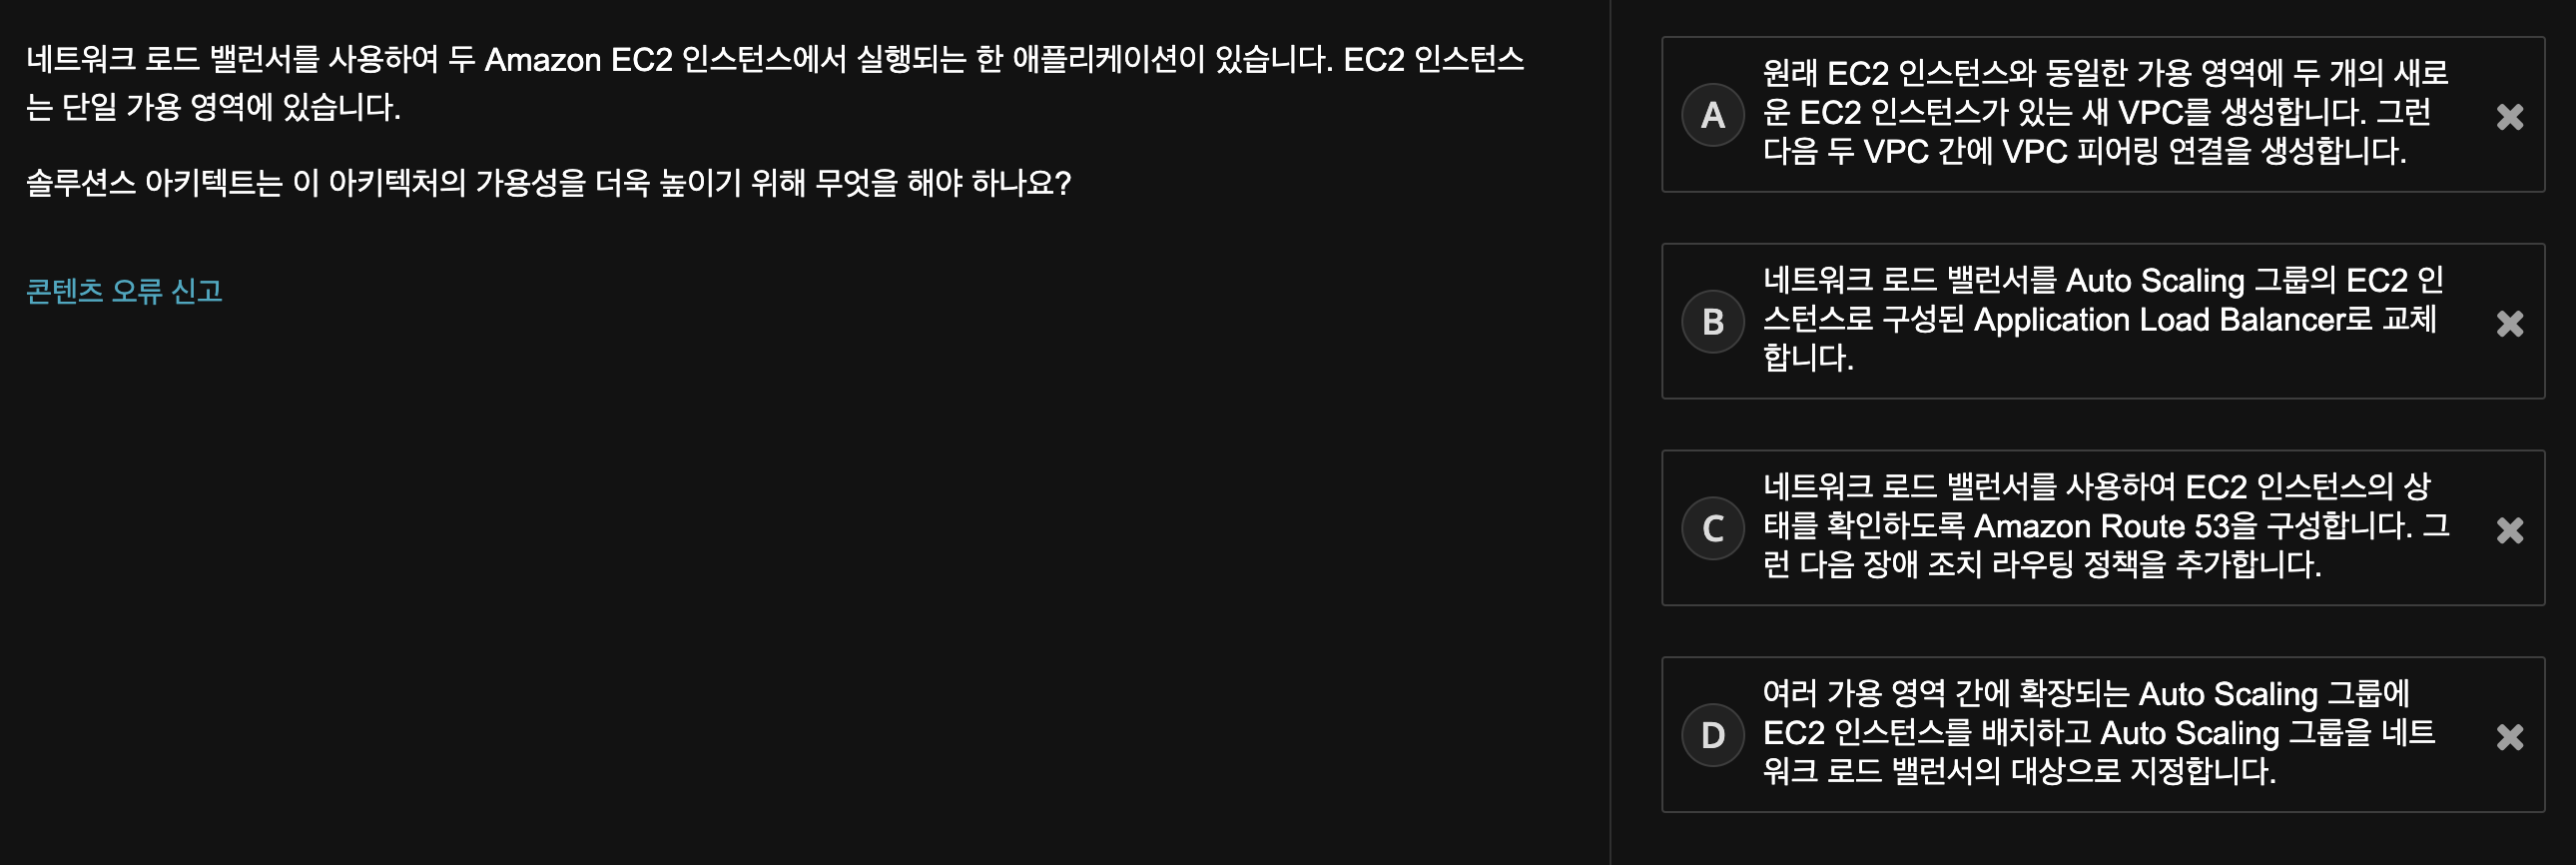 네트워크 로드 밸런서를 사용하여 두 Amazon EC2 인스턴스에서 실행되는 한 애플리케이션이 있습니다. EC2 인스턴스
는 단일 가용 영역에 있습니다.
솔루션스 아키텍트는 이 아키텍처의 가용성을 더욱 높이기 위해 무엇을 해야 하나요?
콘텐츠 오류 신고
A
원래 EC2 인스턴스와 동일한 가용 영역에 두 개의 새로
운 EC2 인스턴스가 있는 새 VPC를 생성합니다. 그런
다음 두 VPC 간에 VPC 피어링 연결을 생성합니다.
B
네트워크 로드 밸런서를 Auto Scaling 그룹의 EC2 인
스턴스로 구성된 Application Load Balancer로 교체
합니다.
C
네트워크 로드 밸런서를 사용하여 EC2 인스턴스의 상
태를 확인하도록 Amazon Route 53을 구성합니다. 그
런 다음 장애 조치 라우팅 정책을 추가합니다.
D
여러 가용 영역 간에 확장되는 Auto Scaling 그룹에
EC2 인스턴스를 배치하고 Auto Scaling 그룹을 네트
워크 로드 밸런서의 대상으로 지정합니다.